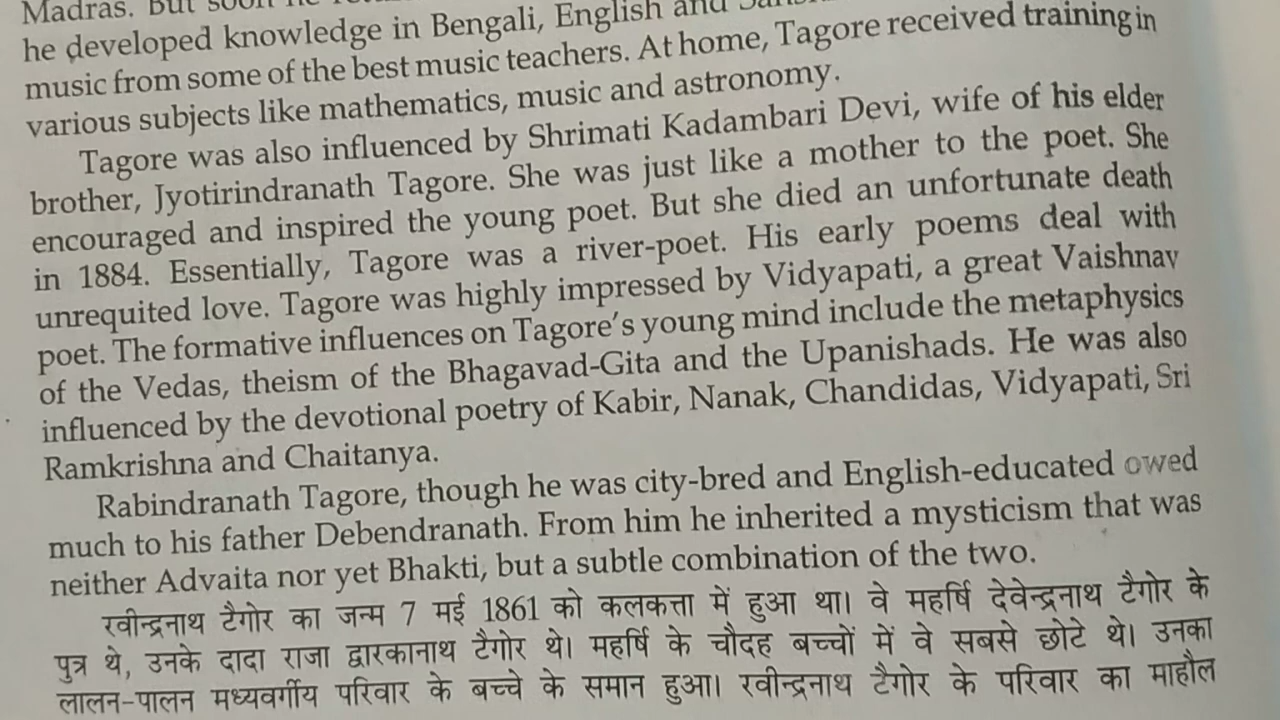 Madras. But soon he
he developed knowledge in Bengali, English and
music from some of the best music teachers. At home, Tagore received training in
various subjects like mathematics, music and astronomy.
Tagore was also influenced by Shrimati Kadambari Devi, wife of his elder
brother, Jyotirindranath Tagore. She was just like a mother to the poet. She
encouraged and inspired the young poet. But she died an unfortunate death
in 1884. Essentially, Tagore was a river-poet. His early poems deal with
unrequited love. Tagore was highly impressed by Vidyapati, a great Vaishnav
poet. The formative influences on Tagore's young mind include the metaphysics
of the Vedas, theism of the Bhagavad-Gita and the Upanishads. He was also
influenced by the devotional poetry of Kabir, Nanak, Chandidas, Vidyapati, Sri
Ramkrishna and Chaitanya.
Rabindranath Tagore, though he was city-bred and English-educated owed
much to his father Debendranath. From him he inherited a mysticism that was
neither Advaita nor yet Bhakti, but a subtle combination of the two.
रवीन्द्रनाथ टैगोर का जन्म 7 मई 1861 को कलकत्ता में हुआ था। वे महर्षि देवेन्द्रनाथ टैगोर के
पुत्र थे, उनके दादा राजा द्वारकानाथ टैगोर थे। महर्षि के चौदह बच्चों में वे सबसे छोटे थे। उनका
लालन-पालन मध्यवर्गीय परिवार के बच्चे के समान हुआ। रवीन्द्रनाथ टैगोर के परिवार का माहौल